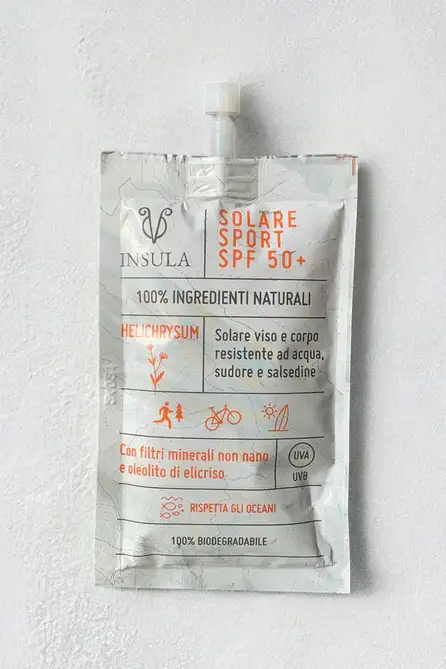 INSULA
SOLARE
SPORT
SPF 50+
100% INGREDIENTI NATURALI
HELICHRYSUM
Solare viso e corpo
resistente ad acqua,
sudore e salsedine
Con filtri minerali non nano
e oleolito di elicriso
UVA
UVB
RISPETTA GLI OCEANI
100% BIODEGRADABILE